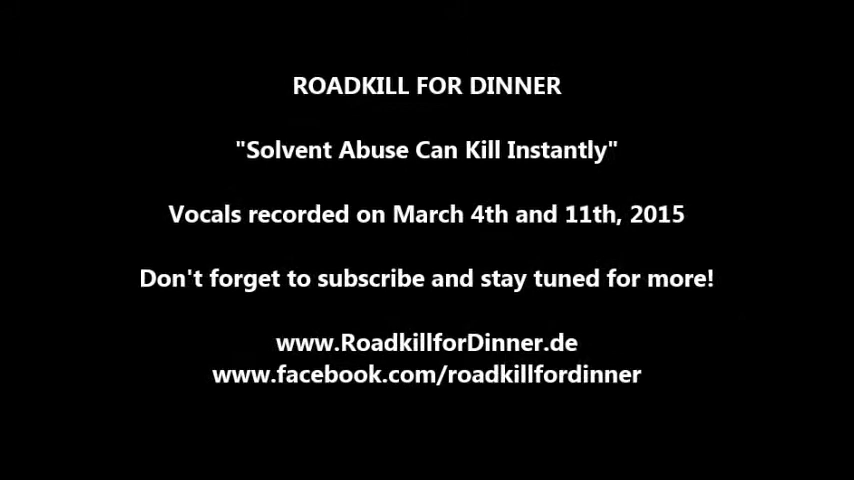 ROADKILL FOR DINNER
"Solvent Abuse Can Kill Instantly"
Vocals recorded on March 4th and 11th, 2015
Don't forget to subscribe and stay tuned for more!
www.RoadkillforDinner.de
www.facebook.com/roadkillfordinner